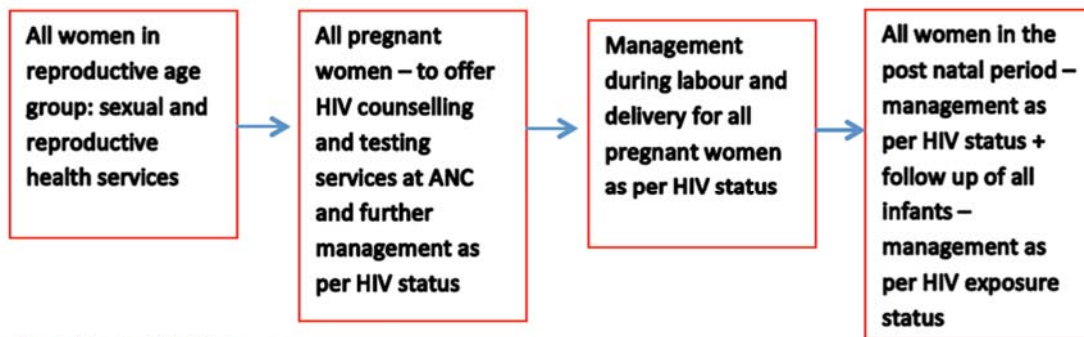 All women in
reproductive age
group: sexual and
reproductive
health services
All pregnant
women – to offer
HIV counselling
and testing
services at ANC
and further
management as
per HIV status
Management
during labour and
delivery for all
pregnant women
as per HIV status
All women in the
post natal period –
management as
per HIV status +
follow up of all
infants –
management as
per HIV exposure
status